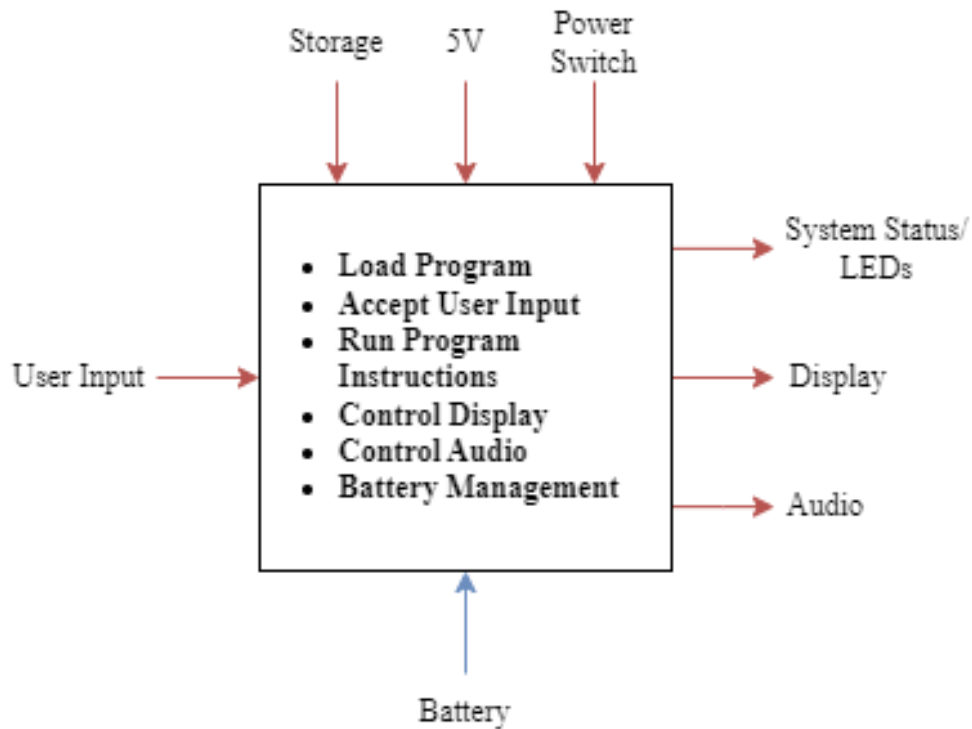 Storage
5V
Power
Switch
System Status/
LEDs
• Load Program
• Accept User Input
• Run Program
Instructions
• Control Display
• Control Audio
• Battery Management
User Input
Display
Audio
Battery